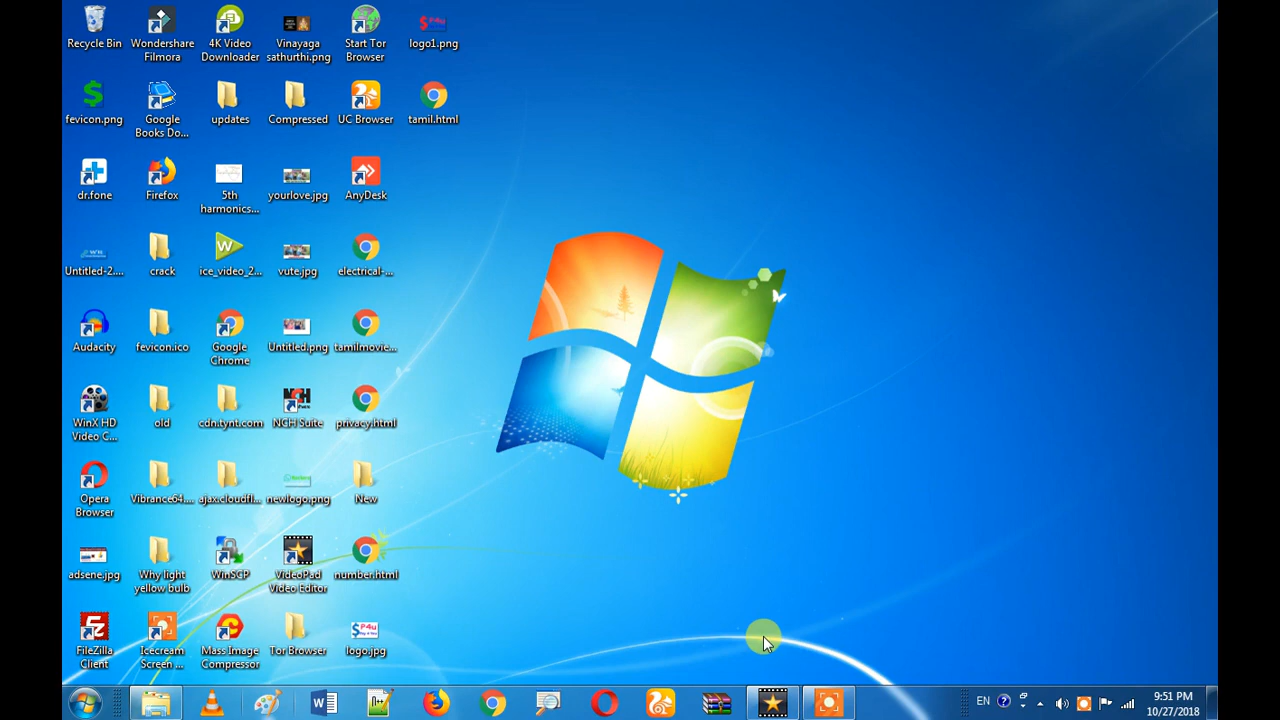 Recycle Bin
Wondershare
Filmora
4K Video
Downloader
Vinayaga
sathurthi.png
Start Tor
Browser
logo1.png
fevicon.png
Google
Books Do...
updates
Compressed
UC Browser
tamil.html
dr.fone
Firefox
5th
harmonics...
yourlove.jpg
AnyDesk
Untitled-2....
crack
ice_video_2...
vute.jpg
electrical-...
Audacity
fevicon.ico
Google
Chrome
Untitled.png
tamilmovie...
WinX HD
Video C...
old
cdn.tynt.com
NCH Suite
privacy.html
Opera
Browser
Vibrance64....
ajax.cloudfl...
newlogo.png
New
adsene.jpg
Why light
yellow bulb
WinSCP
VideoPad
Video Editor
number.html
FileZilla
Client
Icecream
Screen ...
Mass Image
Compressor
Tor Browser
logo.jpg
EN
9:51 PM
10/27/2018